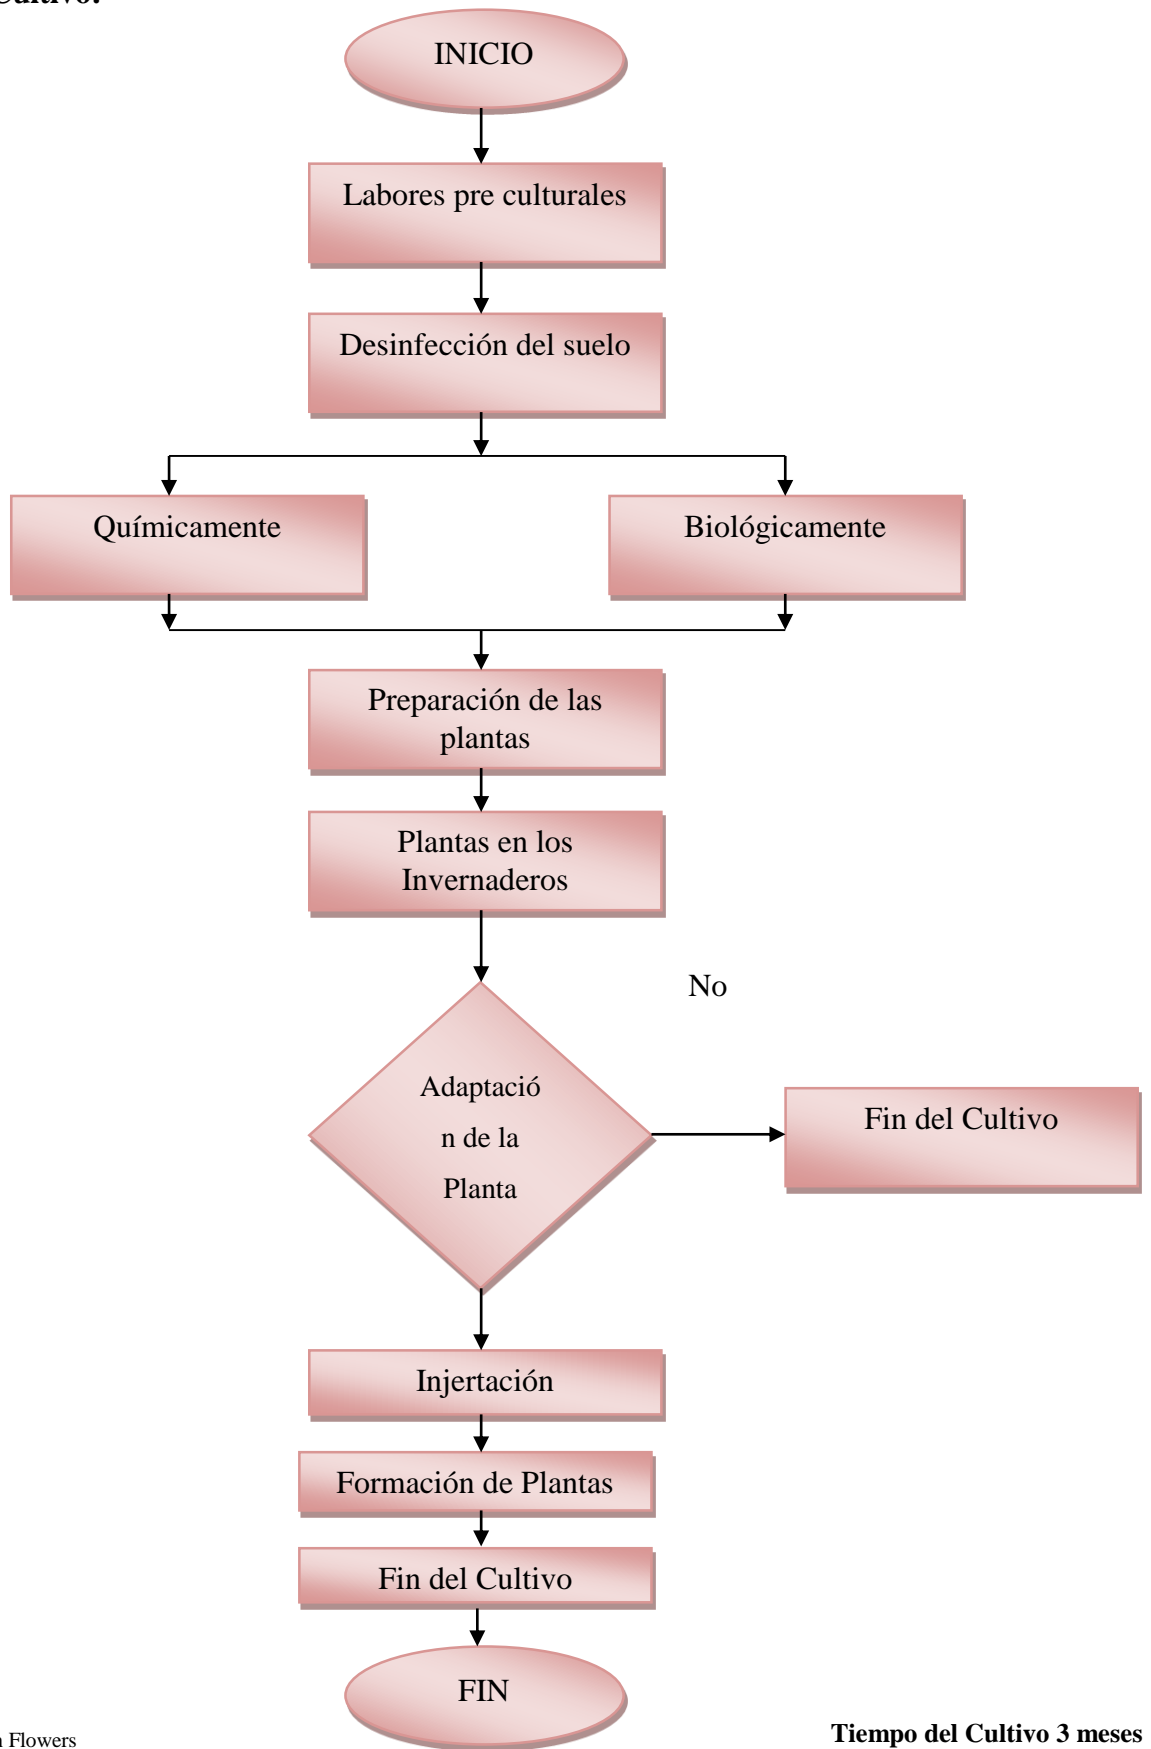 INICIO
Labores pre culturales
Desinfección del suelo
Químicamente
Biológicamente
Preparación de las
plantas
Plantas en los
Invernaderos
No
Adaptació
n de la
Planta
Fin del Cultivo
Injertación
Formación de Plantas
Fin del Cultivo
FIN
Flowers
Tiempo del Cultivo 3 meses